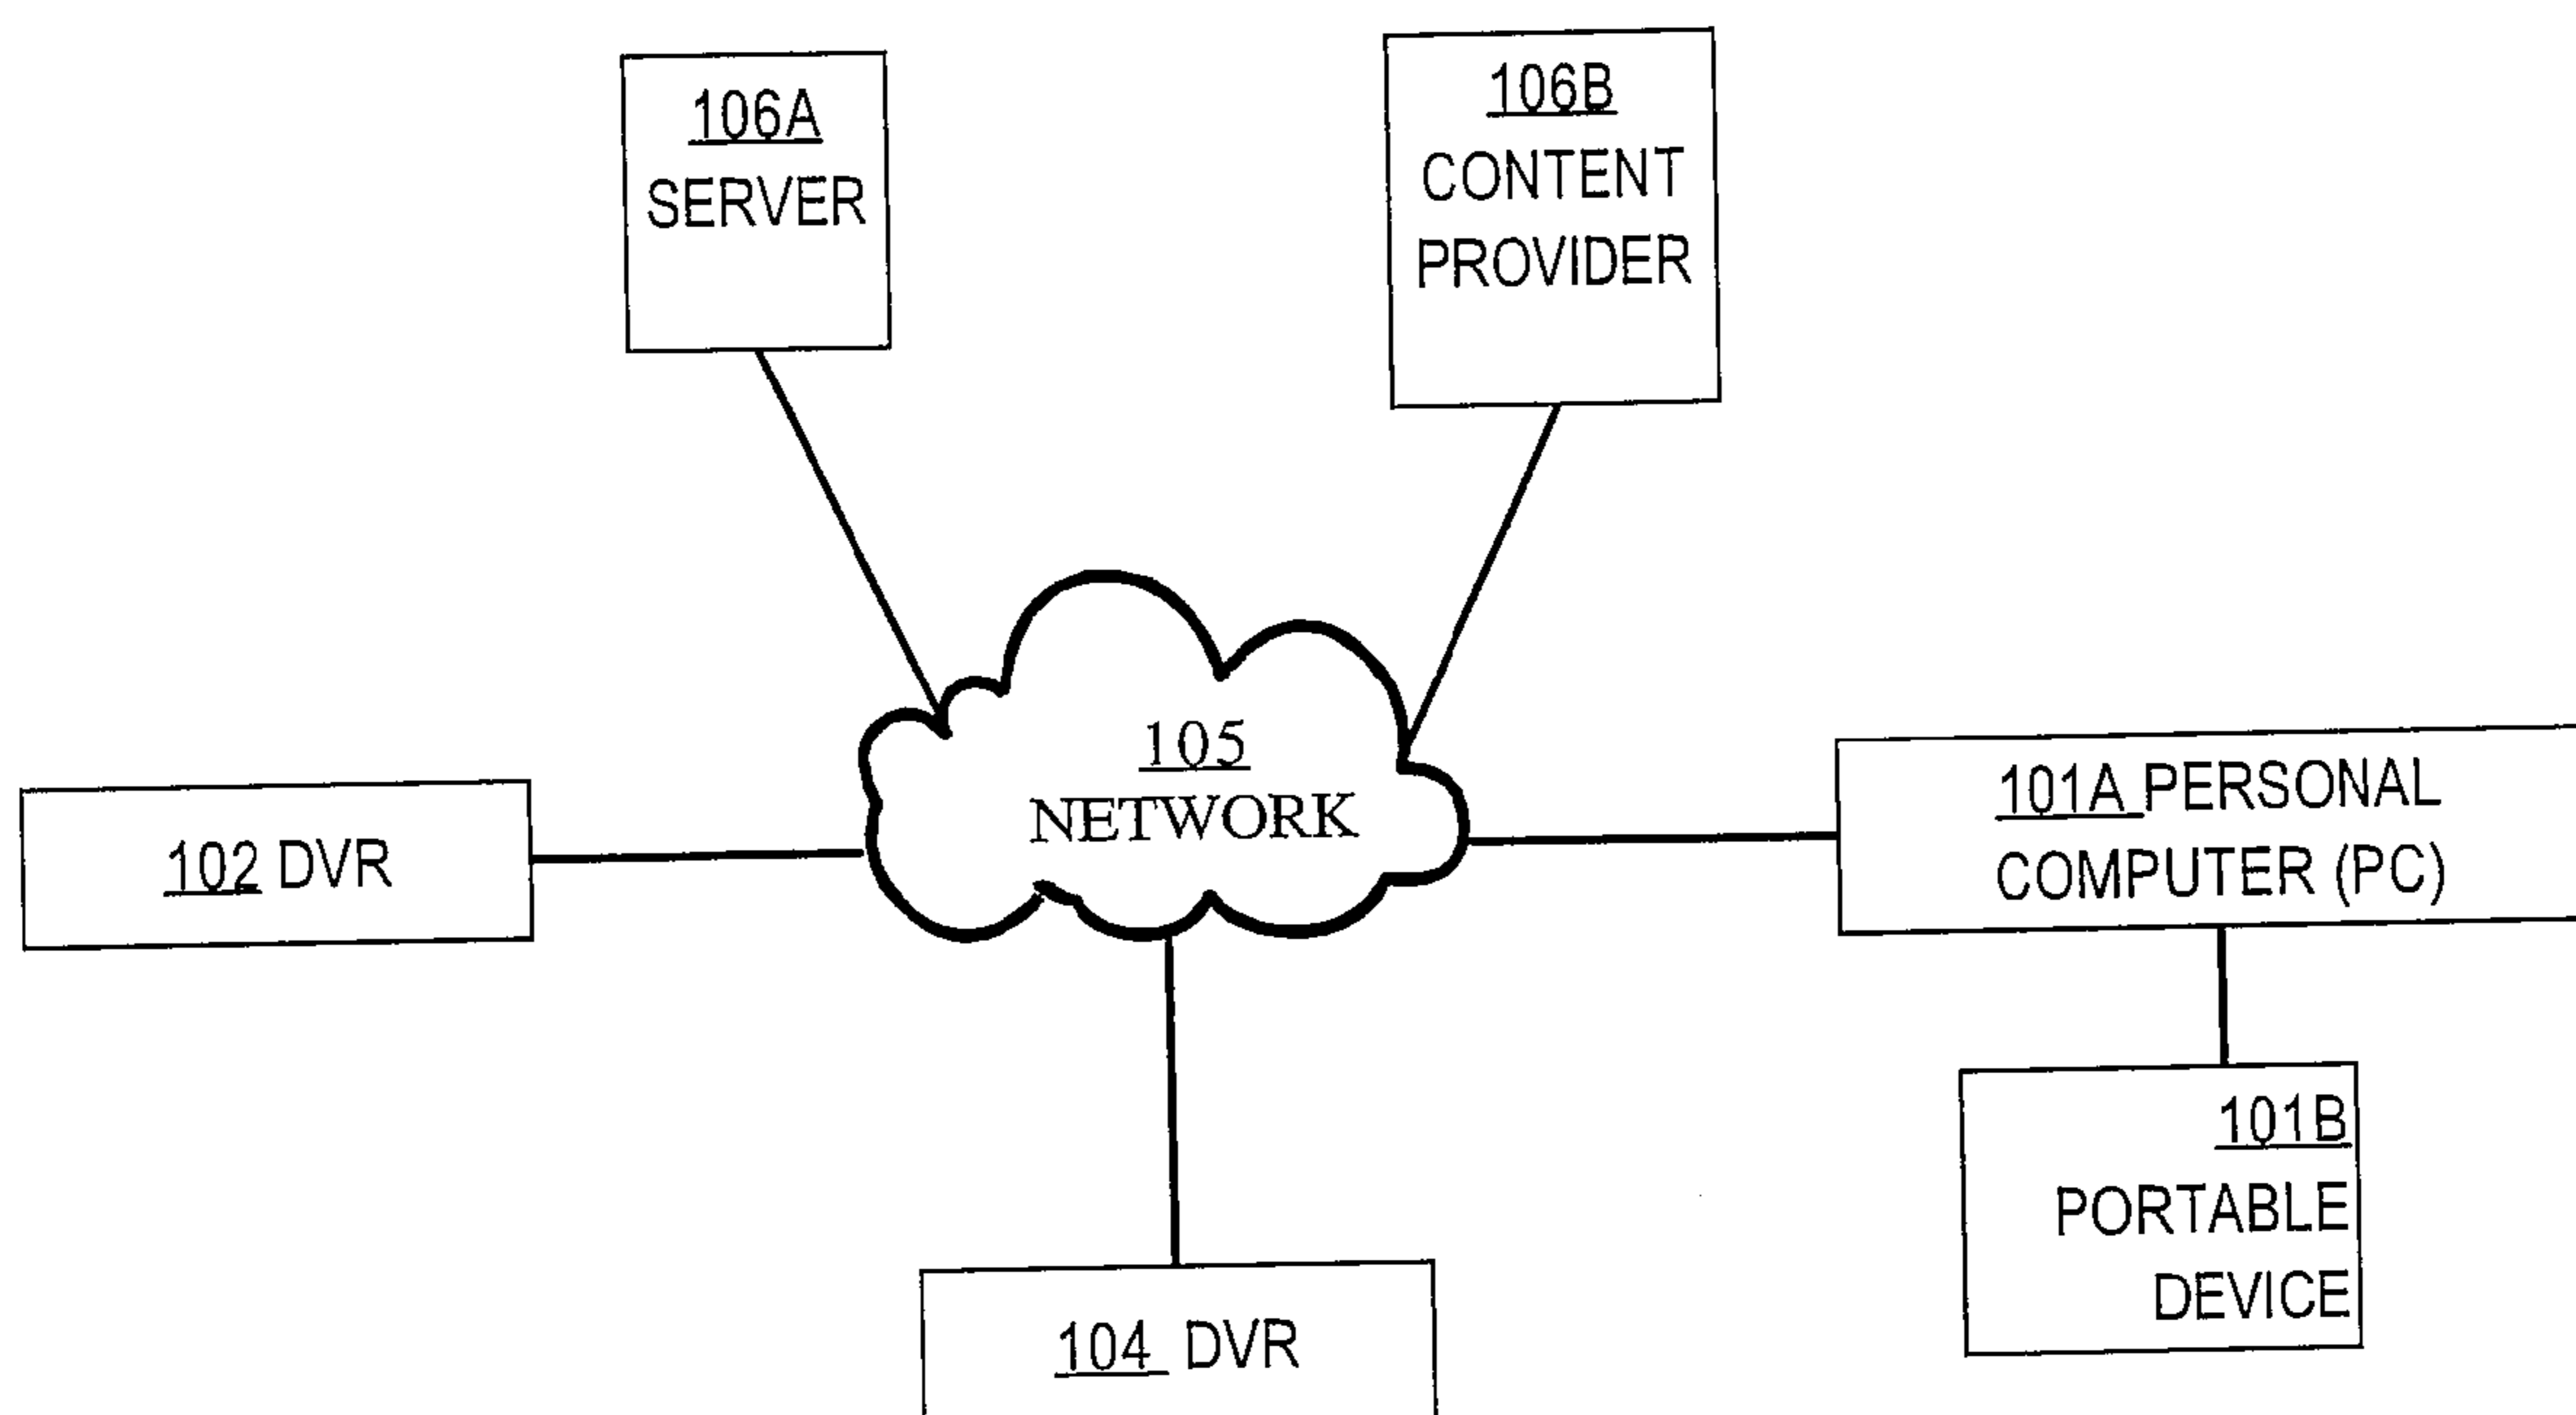 106A
SERVER
106B
CONTENT
PROVIDER
105
NETWORK
102 DVR
101A PERSONAL
COMPUTER (PC)
101B
PORTABLE
DEVICE
104 DVR